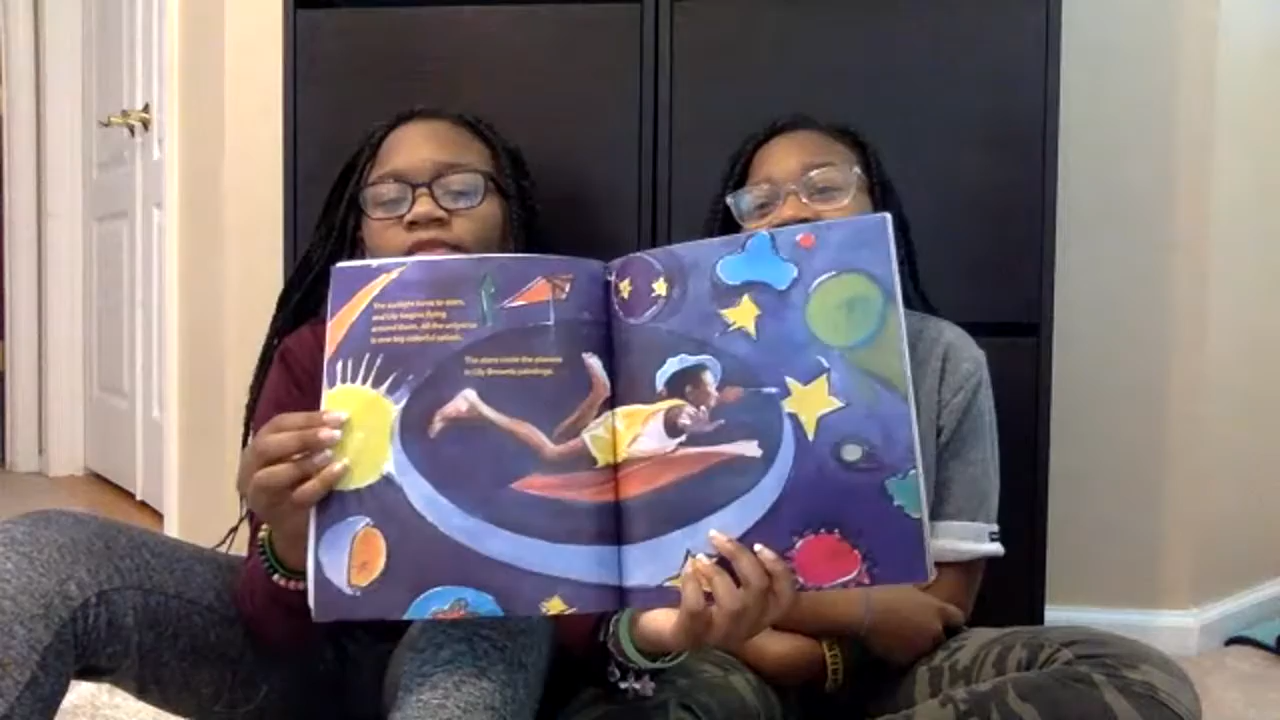 The sunlight turns to stars,
and Lily begins flying
around them. All the universe
is one big colorful splash.
The stars circle the planets
in Lily Brown's paintings.